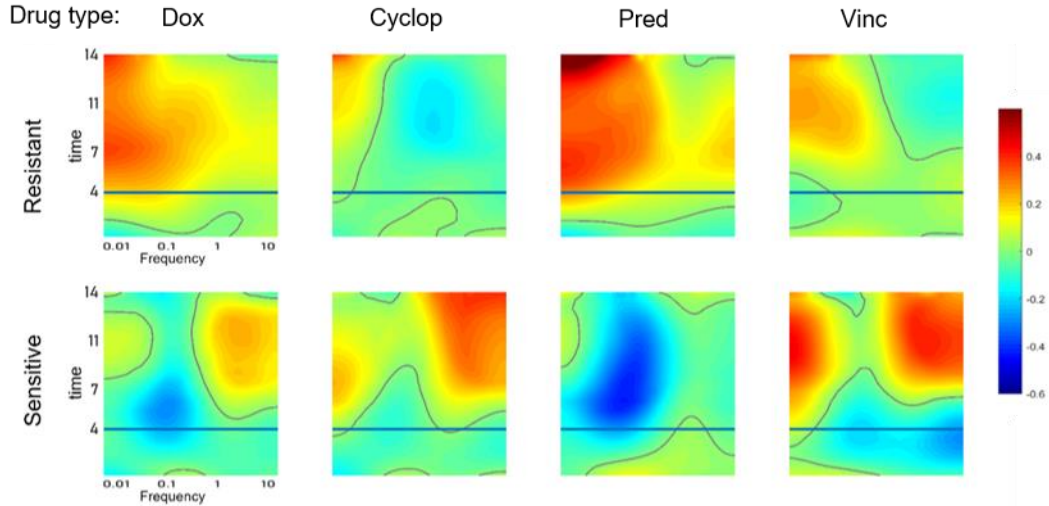 Drug type: Dox Cyclop Pred Vinc
Resistant
time
14
11
7
4
0.01 0.1 1 10
Frequency
Sensitive
time
14
11
7
4
0.01 0.1 1 10
Frequency
0.4
0.2
0
-0.2
-0.4
-0.6